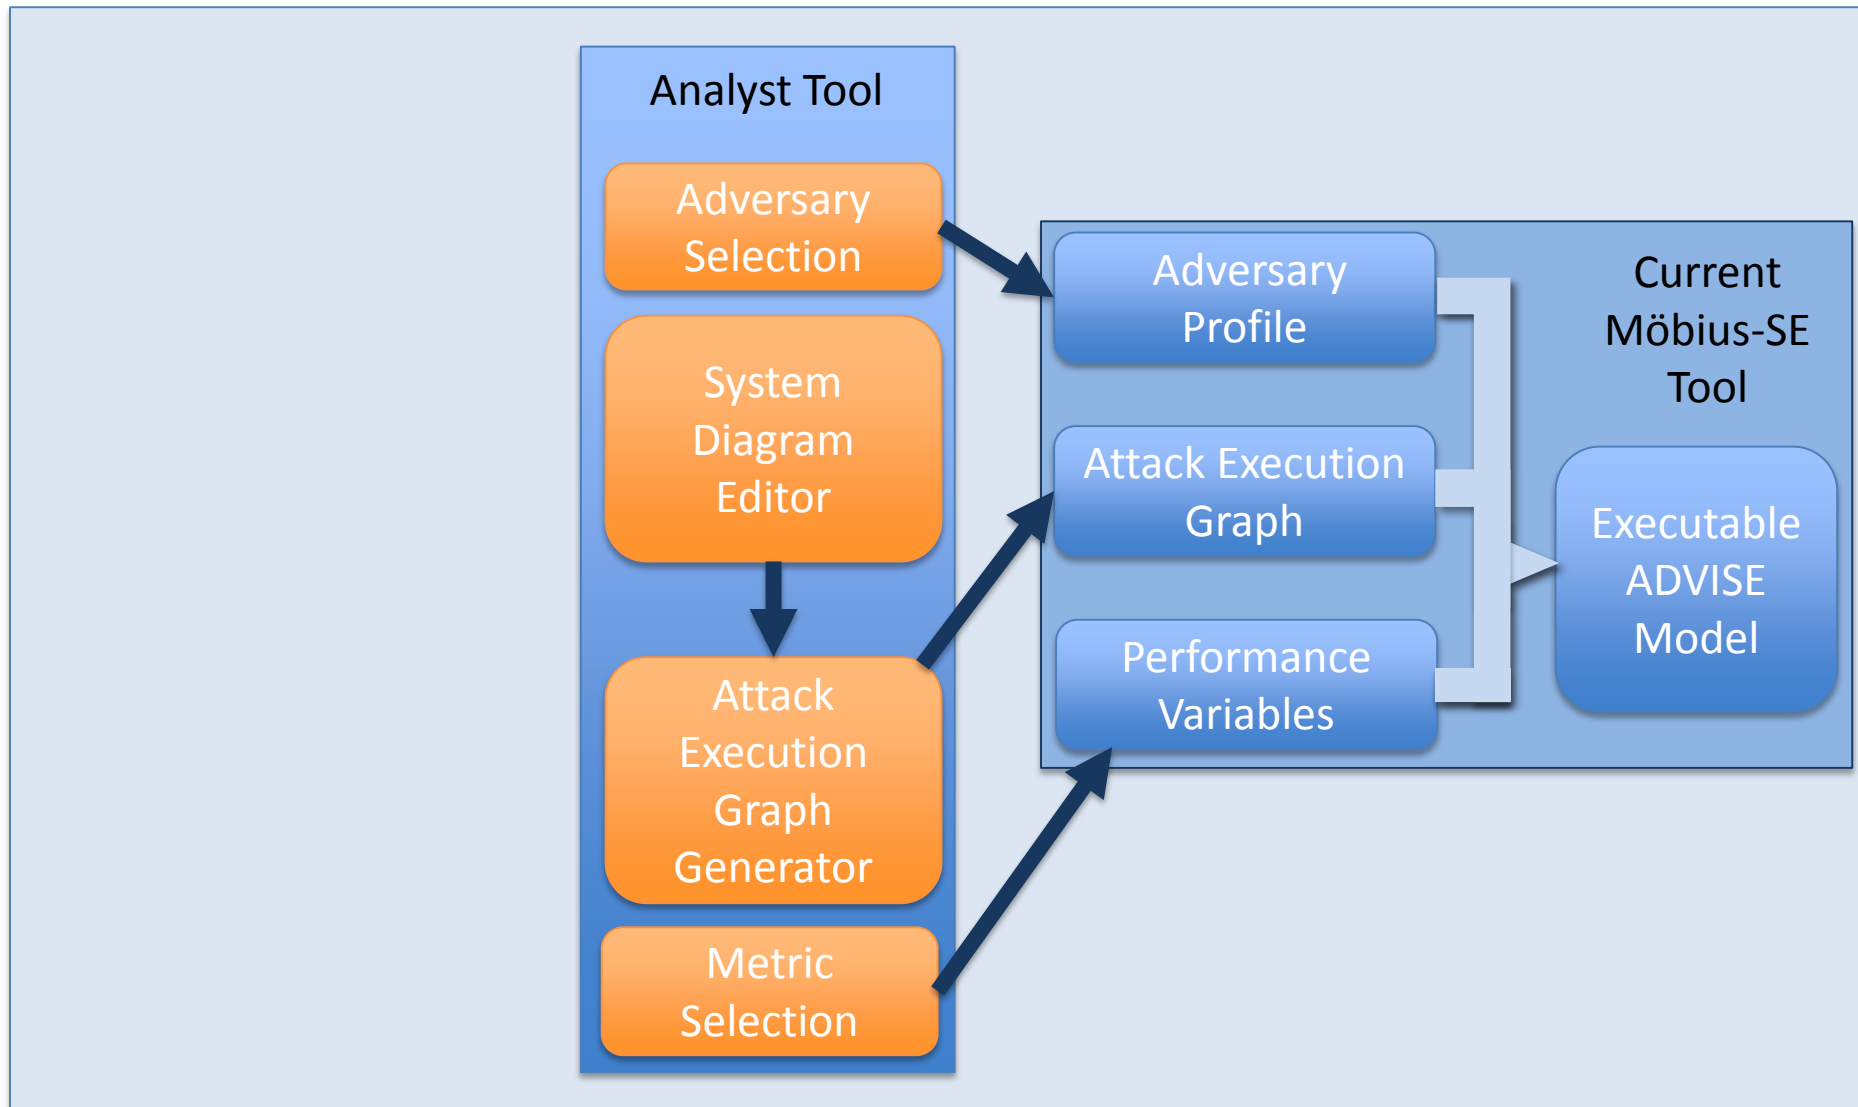 Analyst Tool
Adversary
Selection
System
Diagram
Editor
Attack
Execution
Graph
Generator
Metric
Selection
Adversary
Profile
Attack Execution
Graph
Performance
Variables
Current
Möbius-SE
Tool
Executable
ADVISE
Model